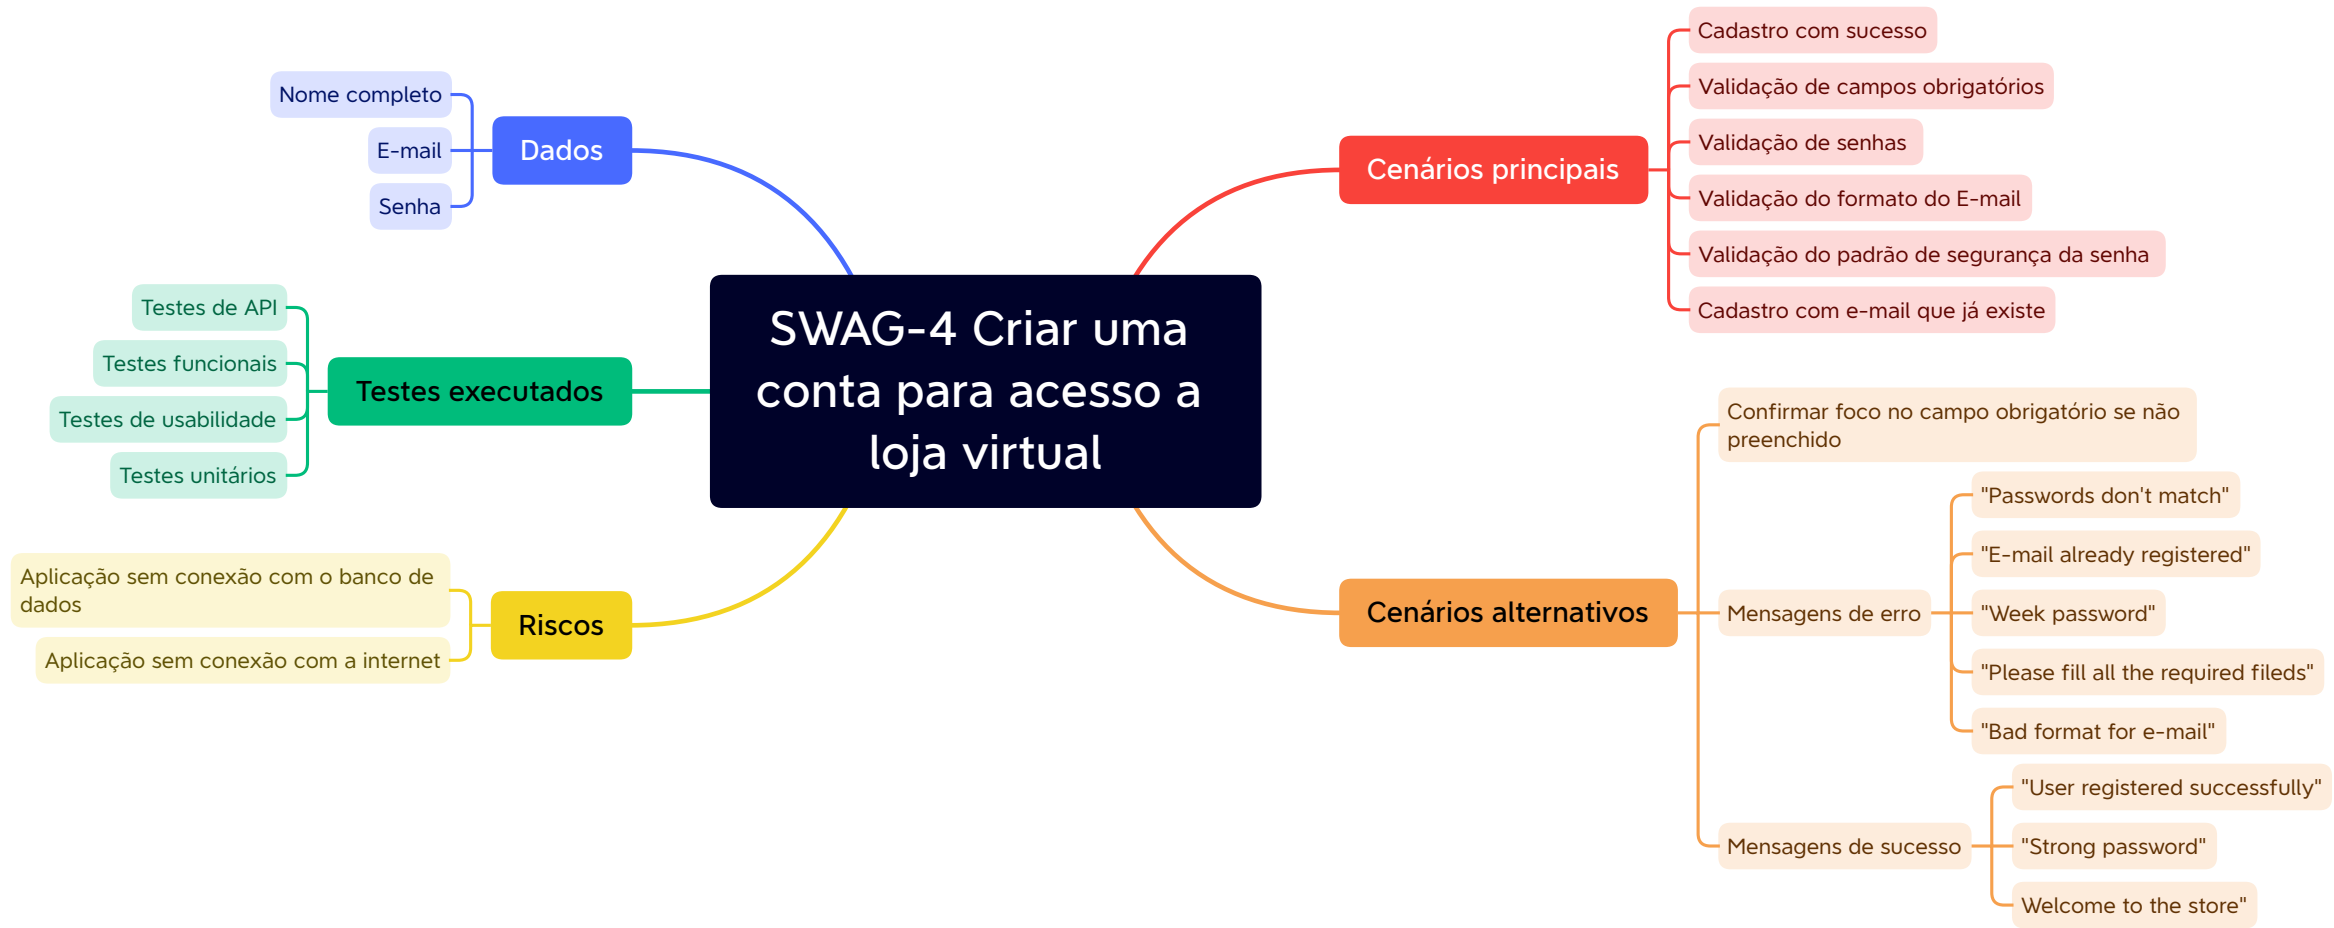 SWAG-4 Criar uma
conta para acesso a
loja virtual
Dados
Nome completo
E-mail
Senha
Testes executados
Testes de API
Testes funcionais
Testes de usabilidade
Testes unitários
Riscos
Aplicação sem conexão com o banco de
dados
Aplicação sem conexão com a internet
Cenários principais
Cadastro com sucesso
Validação de campos obrigatórios
Validação de senhas
Validação do formato do E-mail
Validação do padrão de segurança da senha
Cadastro com e-mail que já existe
Cenários alternativos
Confirmar foco no campo obrigatório se não
preenchido
Mensagens de erro
"Passwords don't match"
"E-mail already registered"
"Week password"
"Please fill all the required fileds"
"Bad format for e-mail"
Mensagens de sucesso
"User registered successfully"
"Strong password"
Welcome to the store"